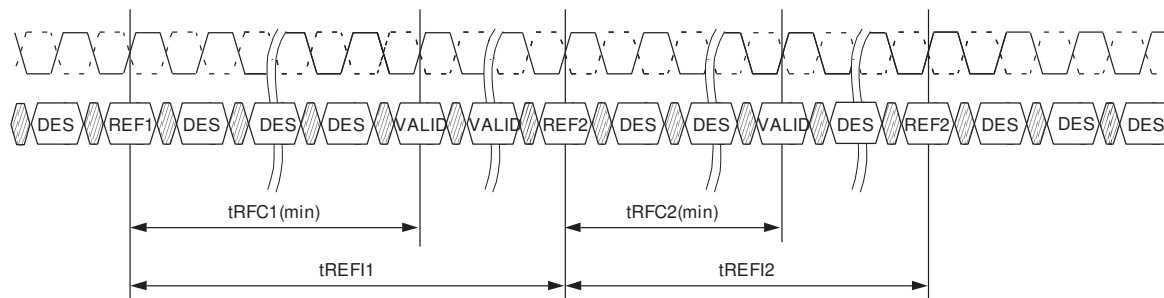 DES REF1 DES DES DES VALID VALID REF2 DES DES VALID DES REF2 DES DES DES
tRFC1(min) tRFC2(min)
tREFI1 tREFI2